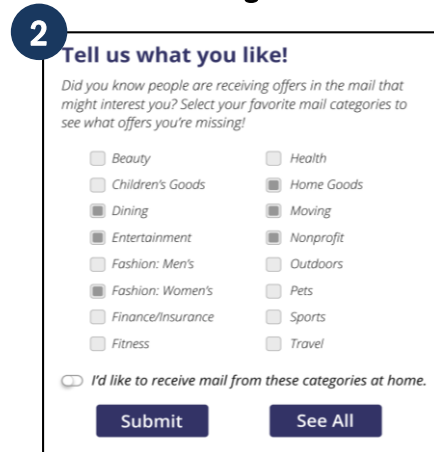 2
Tell us what you like!
Did you know people are receiving offers in the mail that
might interest you? Select your favorite mail categories to
see what offers you're missing!
Beauty
Children's Goods
Dining
Entertainment
Fashion: Men's
Fashion: Women's
Finance/Insurance
Fitness
Health
Home Goods
Moving
Nonprofit
Outdoors
Pets
Sports
Travel
I'd like to receive mail from these categories at home.
Submit
See All